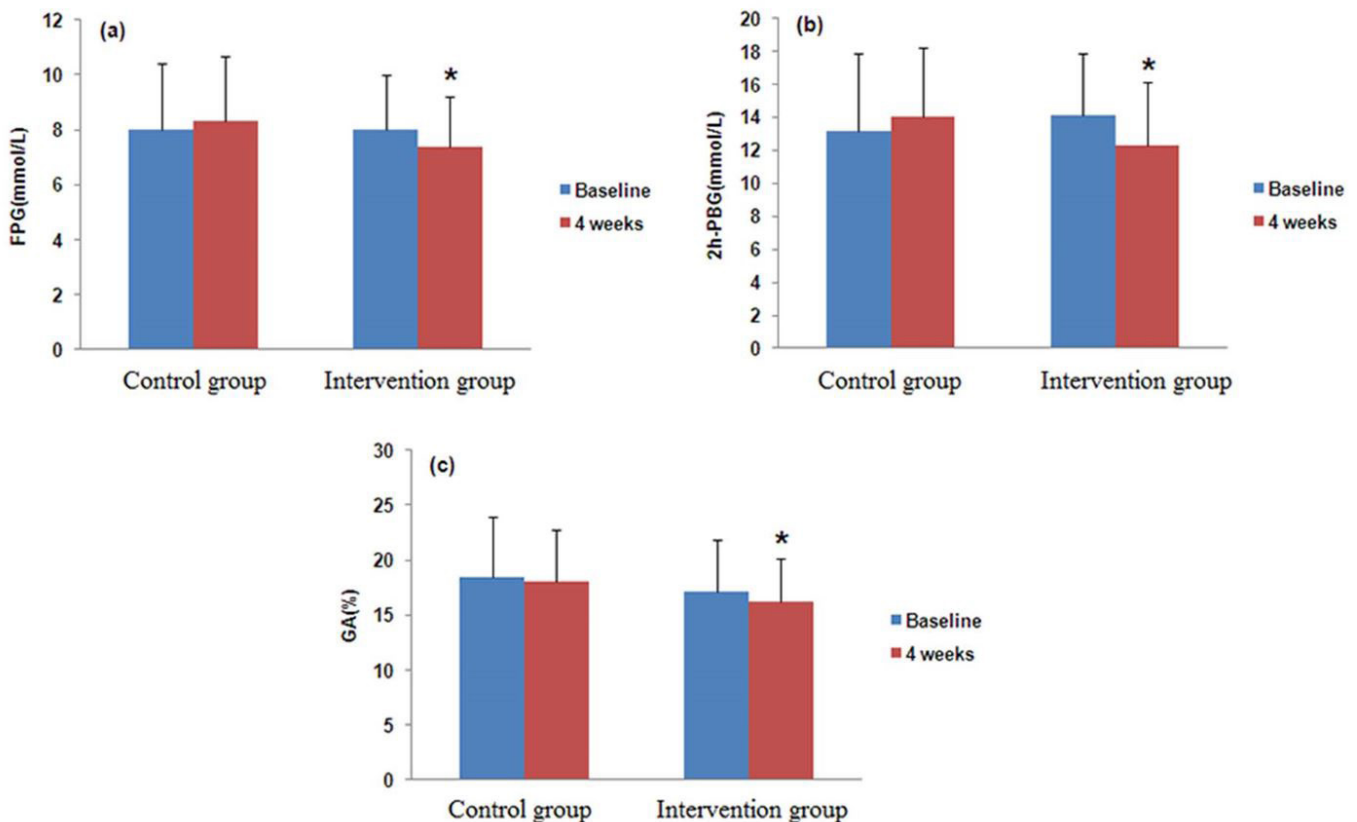 (a)
FPG(mmol/L)
12
10
8
6
4
2
0
*
Control group
Intervention group
Baseline
4 weeks
(b)
2h-PBG(mmol/L)
20
18
16
14
12
10
8
6
4
2
0
*
Control group
Intervention group
Baseline
4 weeks
(c)
GA(%)
30
25
20
15
10
5
0
*
Control group
Intervention group
Baseline
4 weeks